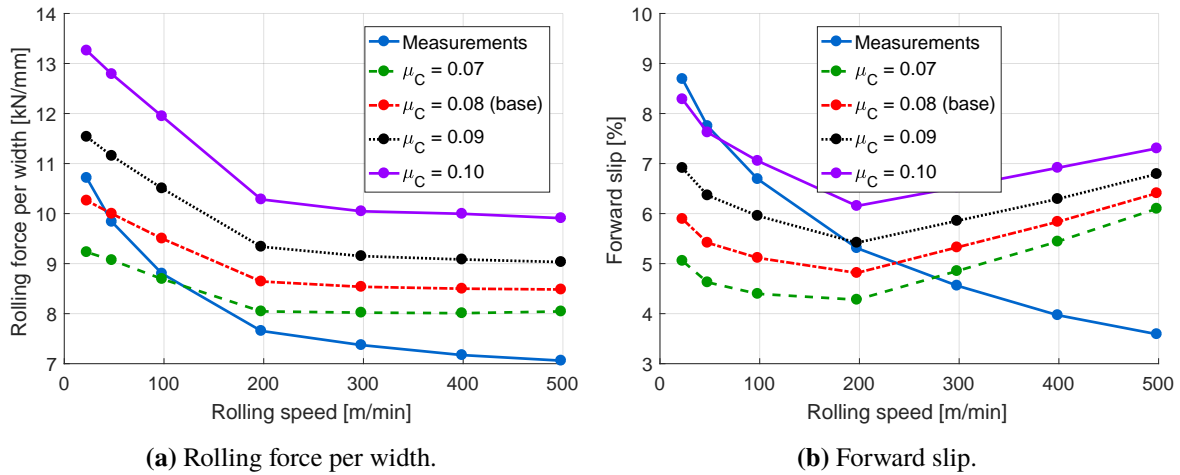 14
13
12
11
10
9
8
7
0
100
200
300
400
500
Rolling force per width [kN/mm]
Rolling speed [m/min]
Measurements
μC = 0.07
μC = 0.08 (base)
μC = 0.09
μC = 0.10
(a) Rolling force per width.
10
9
8
7
6
5
4
3
0
100
200
300
400
500
Forward slip [%]
Rolling speed [m/min]
Measurements
μC = 0.07
μC = 0.08 (base)
μC = 0.09
μC = 0.10
(b) Forward slip.